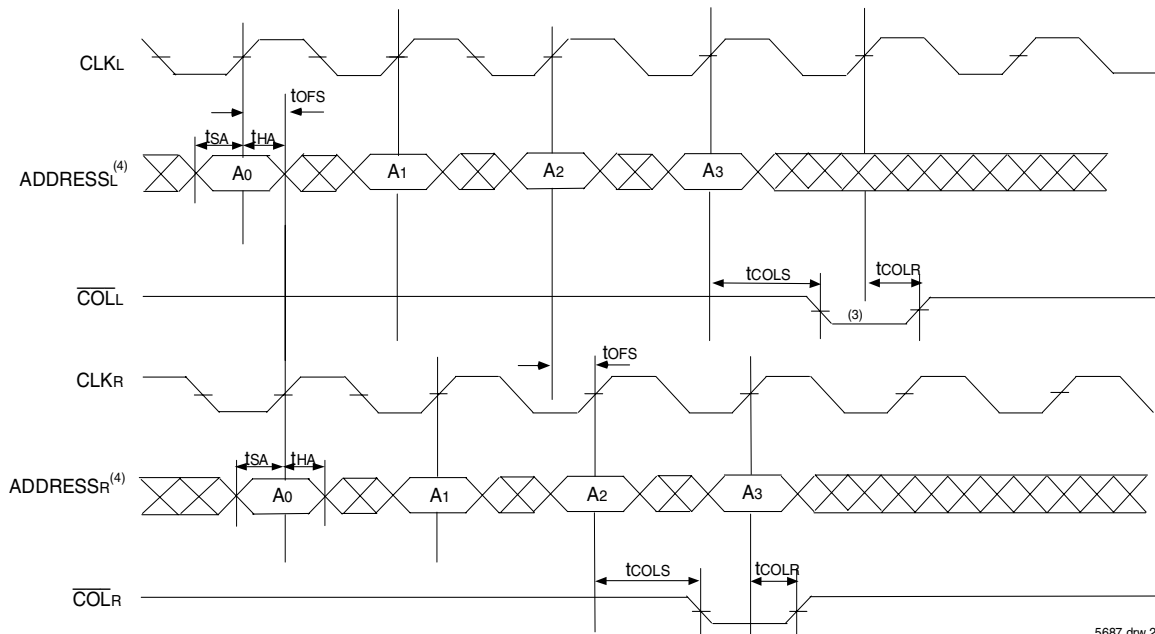 CLKL
tOFS
tSA tHA
ADDRESSL(4) A0 A1 A2 A3
tCOLS tCOLR
COLL (3)
tOFS
CLKR
tSA tHA
ADDRESSR(4) A0 A1 A2 A3
tCOLS tCOLR
COLR
5687 drw 2